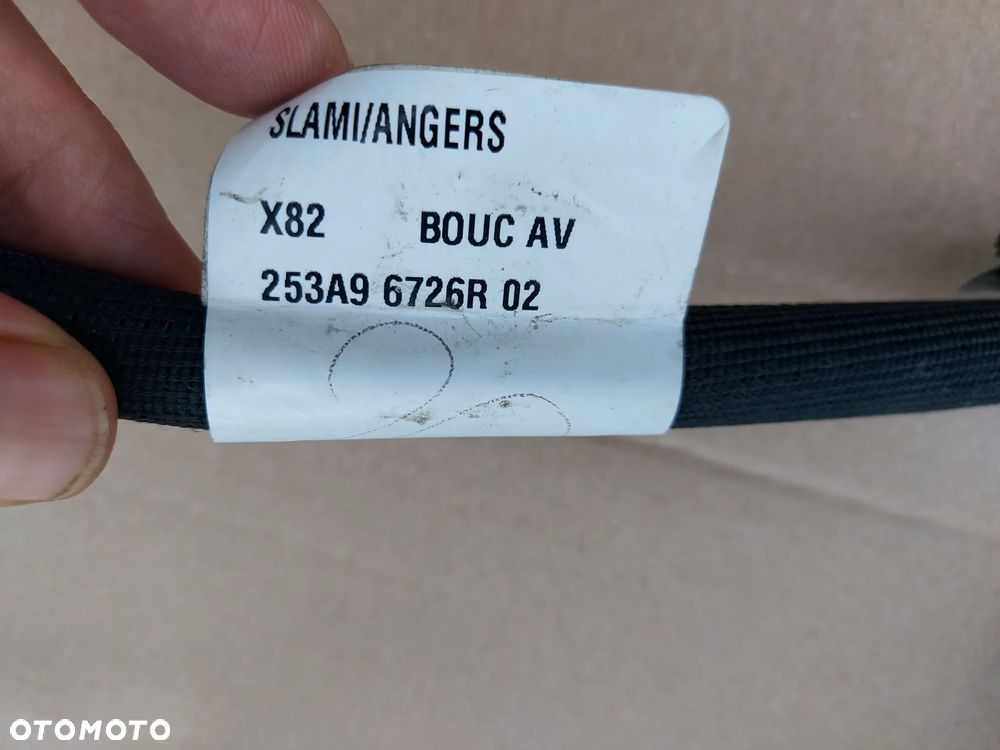 SLAMI/ANGERS
X82 BOUC AV
253A9 6726R 02
OTOMOTO